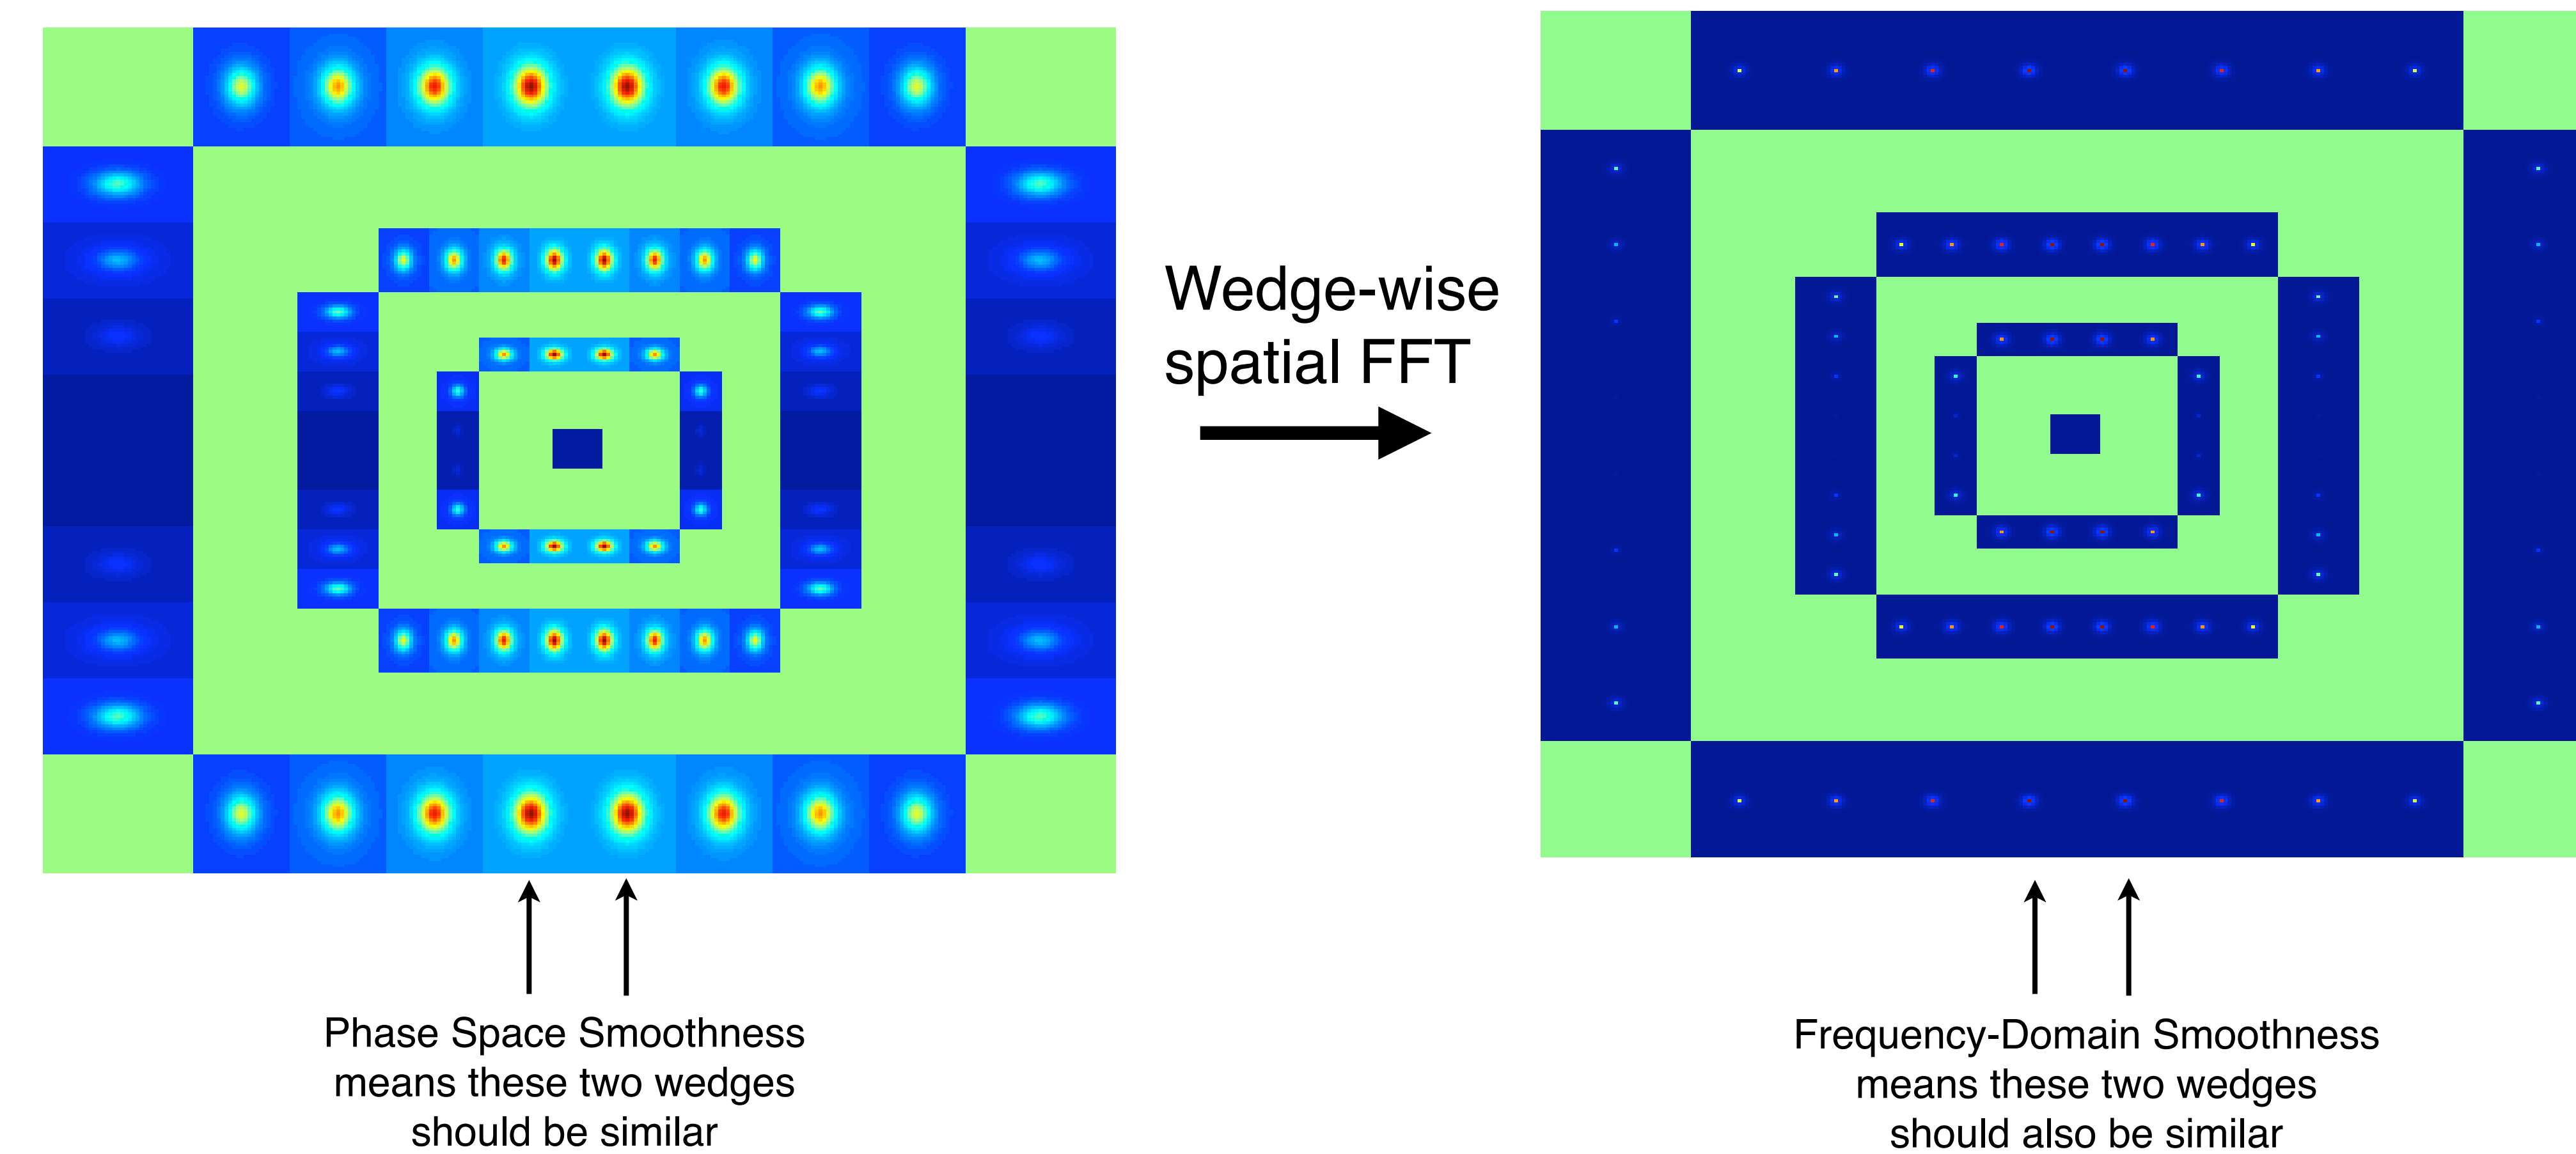 Wedge-wise
spatial FFT
Phase Space Smoothness
means these two wedges
should be similar
Frequency-Domain Smoothness
means these two wedges
should also be similar